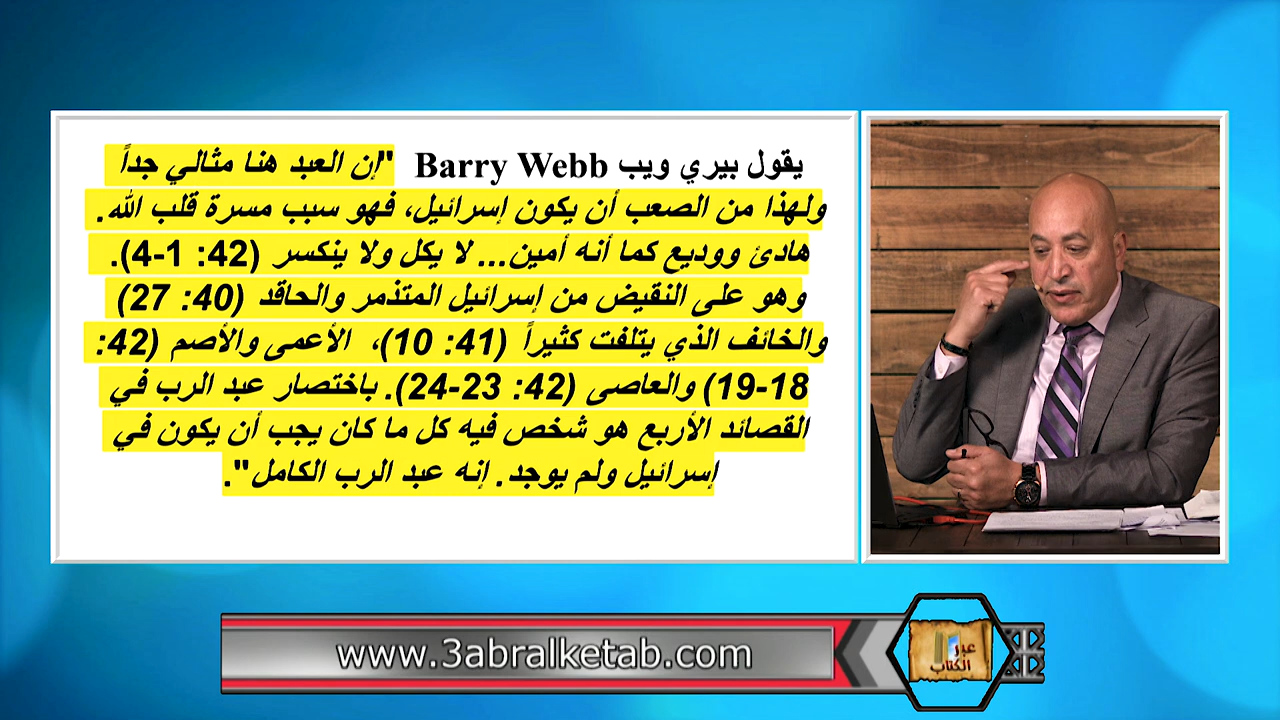 يقول بيري ويب Barry Webb "إن العبد هنا مثالي جداً
ولهذا من الصعب أن يكون إسرائيل، فهو سبب مسرة قلب الله.
هادئ ووديع كما أنه أمين... لا يكل ولا ينكسر (42: 1-4).
وهو على النقيض من إسرائيل المتذمر والحاقد (40: 27)
والخائف الذي يتلفت كثيراً (41: 10)، الأعمى والأصم (42:
18-19) والعاصى (42: 23-24). باختصار عبد الرب في
القصائد الأربع هو شخص فيه كل ما كان يجب أن يكون في
إسرائيل ولم يوجد. إنه عبد الرب الكامل".
www.3abralketab.com
عبر
الكتاب